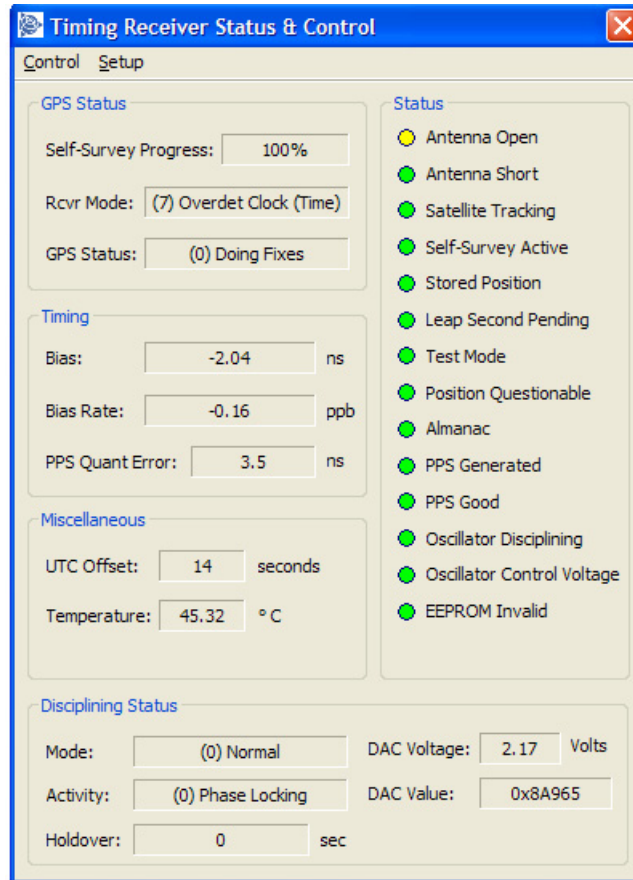 Timing Receiver Status & Control
Control Setup
GPS Status
Self-Survey Progress: 100%
Rcvr Mode: (7) Overdet Clock (Time)
GPS Status: (0) Doing Fixes
Timing
Bias: -2.04 ns
Bias Rate: -0.16 ppb
PPS Quant Error: 3.5 ns
Miscellaneous
UTC Offset: 14 seconds
Temperature: 45.32 ° C
Status
Antenna Open
Antenna Short
Satellite Tracking
Self-Survey Active
Stored Position
Leap Second Pending
Test Mode
Position Questionable
Almanac
PPS Generated
PPS Good
Oscillator Disciplining
Oscillator Control Voltage
EEPROM Invalid
Disciplining Status
Mode: (0) Normal DAC Voltage: 2.17 Volts
Activity: (0) Phase Locking DAC Value: 0x8A965
Holdover: 0 sec